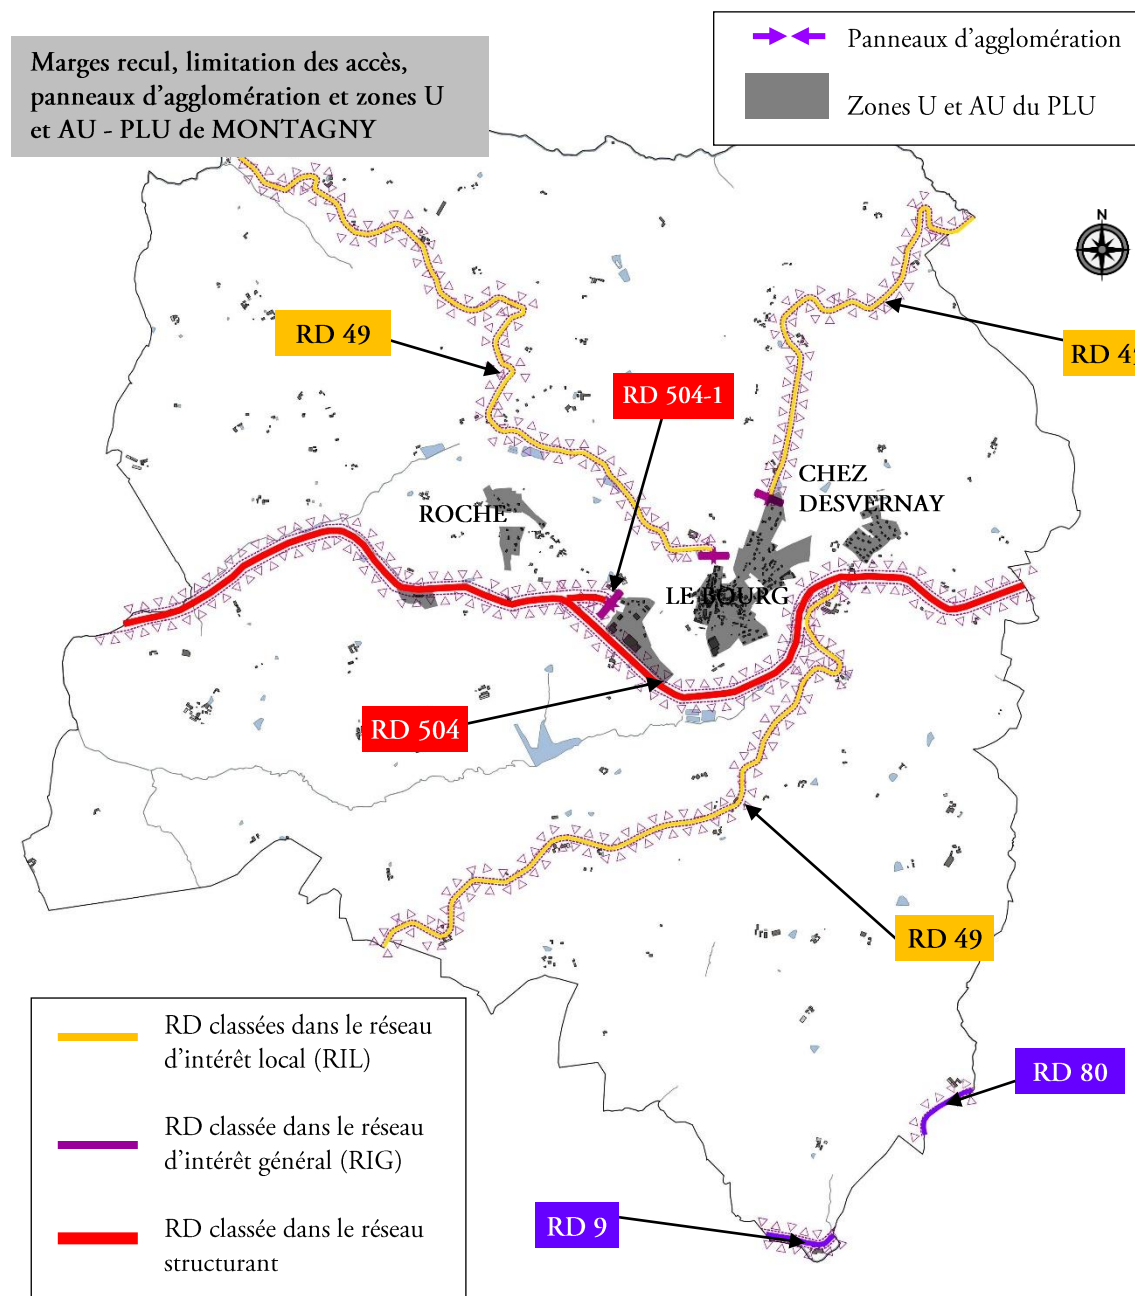 Panneaux d'agglomération
Zones U et AU du PLU
Marges recul, limitation des accès,
panneaux d'agglomération et zones U
et AU - PLU de MONTAGNY
N
RD 49
RD 504-1
CHEZ
DESVERNAY
ROCHE
LE BOURG
RD 504
RD 49
RD 80
RD 9
RD classées dans le réseau
d'intérêt local (RIL)
RD classée dans le réseau
d'intérêt général (RIG)
RD classée dans le réseau
structurant